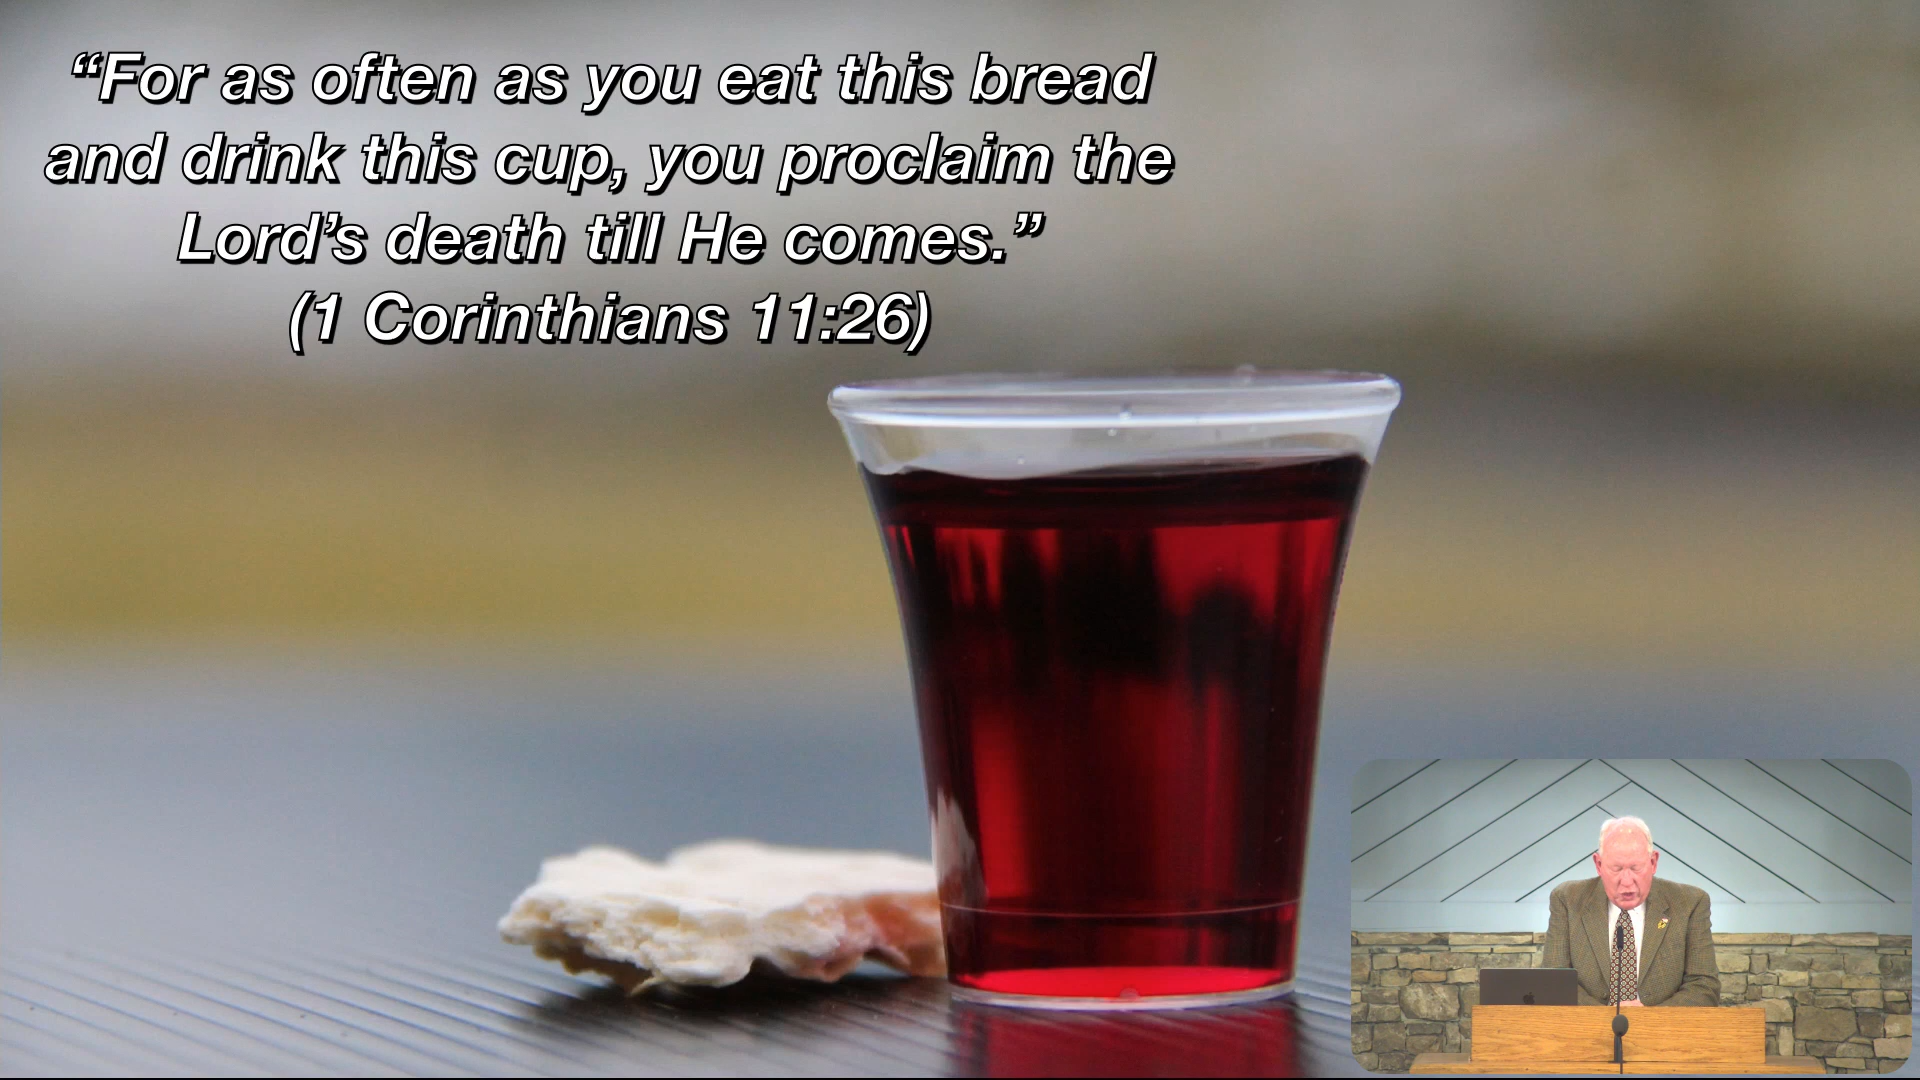 “For as often as you eat this bread
and drink this cup, you proclaim the
Lord’s death till He comes.”
(1 Corinthians 11:26)